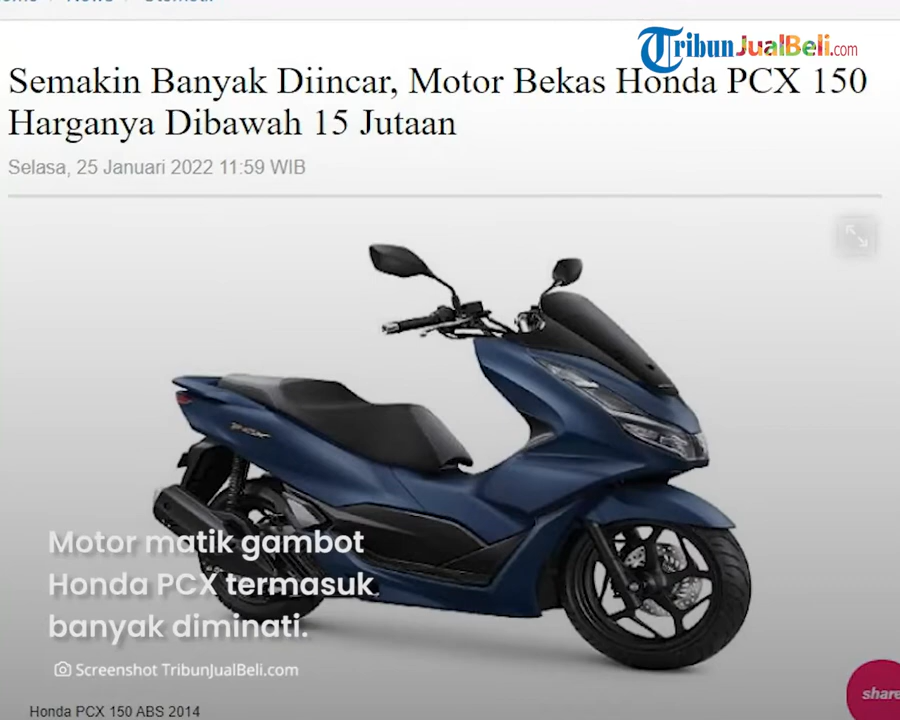 TribunJualBeli.com
Semakin Banyak Diincar, Motor Bekas Honda PCX 150
Harganya Dibawah 15 Jutaan
Selasa, 25 Januari 2022 11:59 WIB
Motor matik gambot
Honda PCX termasuk
banyak diminati.
Screenshot TribunJualBeli.com
share
Honda PCX 150 ABS 2014